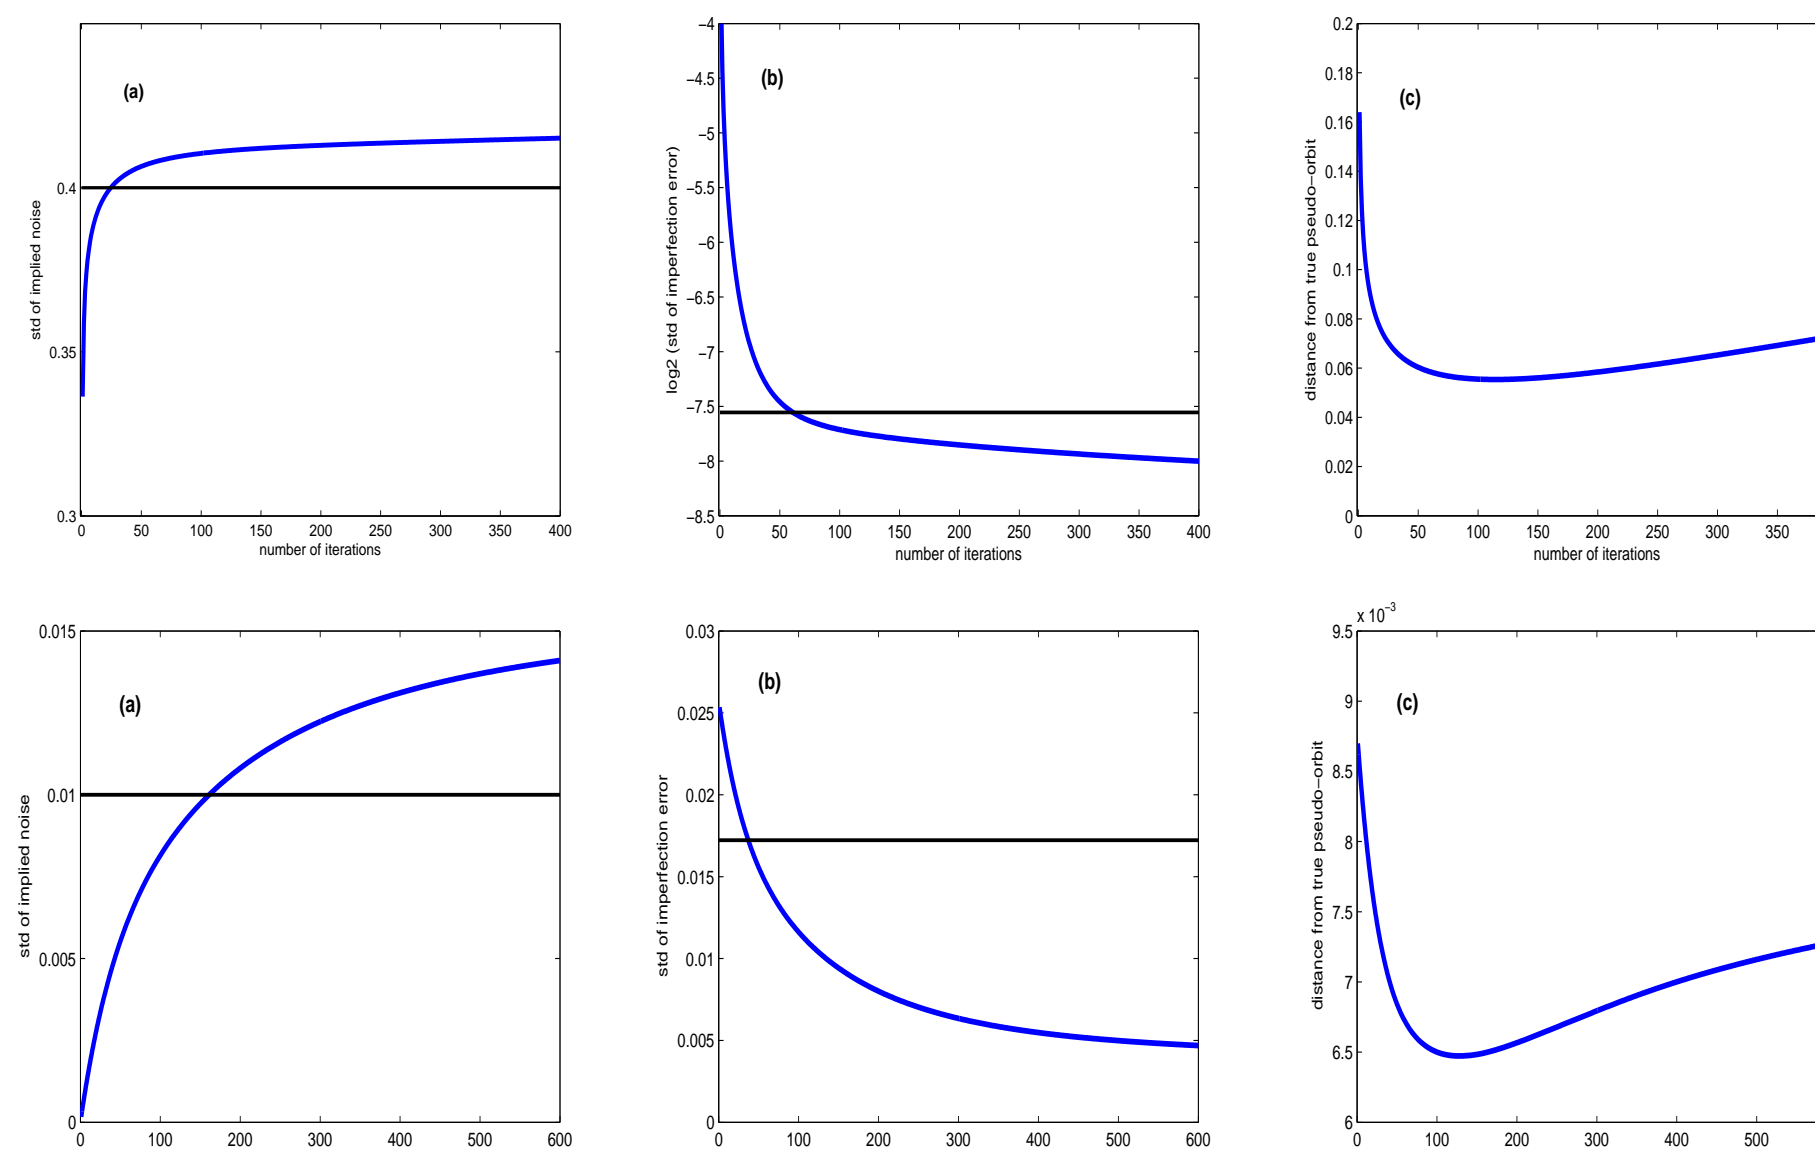 (a)
std of implied noise
0.4
0.35
0.3
0 50 100 150 200 250 300 350 400
number of iterations
(b)
log2 (std of imperfection error)
−4
−4.5
−5
−5.5
−6
−6.5
−7
−7.5
−8
−8.5
0 50 100 150 200 250 300 350 400
number of iterations
(c)
distance from true pseudo−orbit
0.2
0.18
0.16
0.14
0.12
0.1
0.08
0.06
0.04
0.02
0
0 50 100 150 200 250 300 350
number of iterations
(a)
std of implied noise
0.015
0.01
0.005
0
0 100 200 300 400 500 600
(b)
std of imperfection error
0.03
0.025
0.02
0.015
0.01
0.005
0
0 100 200 300 400 500 600
x 10−3
(c)
distance from true pseudo−orbit
9.5
9
8.5
8
7.5
7
6.5
6
0 100 200 300 400 500